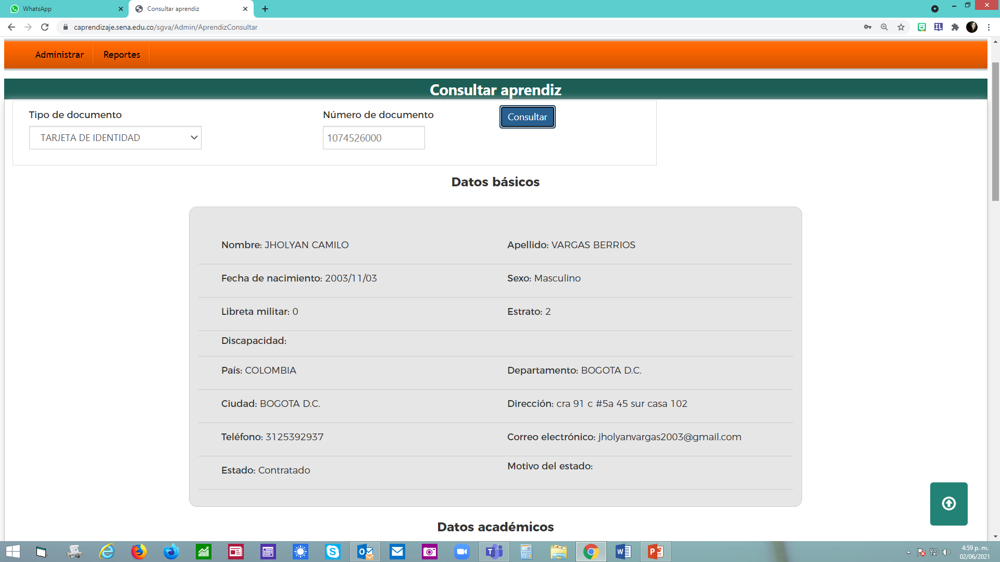 WhatsApp
Consultar aprendiz
caprendizaje.sena.edu.co/sgva/Admin/AprendizConsultar
Administrar
Reportes
Consultar aprendiz
Tipo de documento
Número de documento
Consultar
TARJETA DE IDENTIDAD
1074526000
Datos básicos
Nombre: JHOLYAN CAMILO
Apellido: VARGAS BERRIOS
Fecha de nacimiento: 2003/11/03
Sexo: Masculino
Libreta militar: 0
Estrato: 2
Discapacidad:
País: COLOMBIA
Departamento: BOGOTA D.C.
Ciudad: BOGOTA D.C.
Dirección: cra 91 c #5a 45 sur casa 102
Teléfono: 3125392937
Correo electrónico: jholyanvargas2003@gmail.com
Estado: Contratado
Motivo del estado:
Datos académicos
4:59 p. m.
02/06/2021